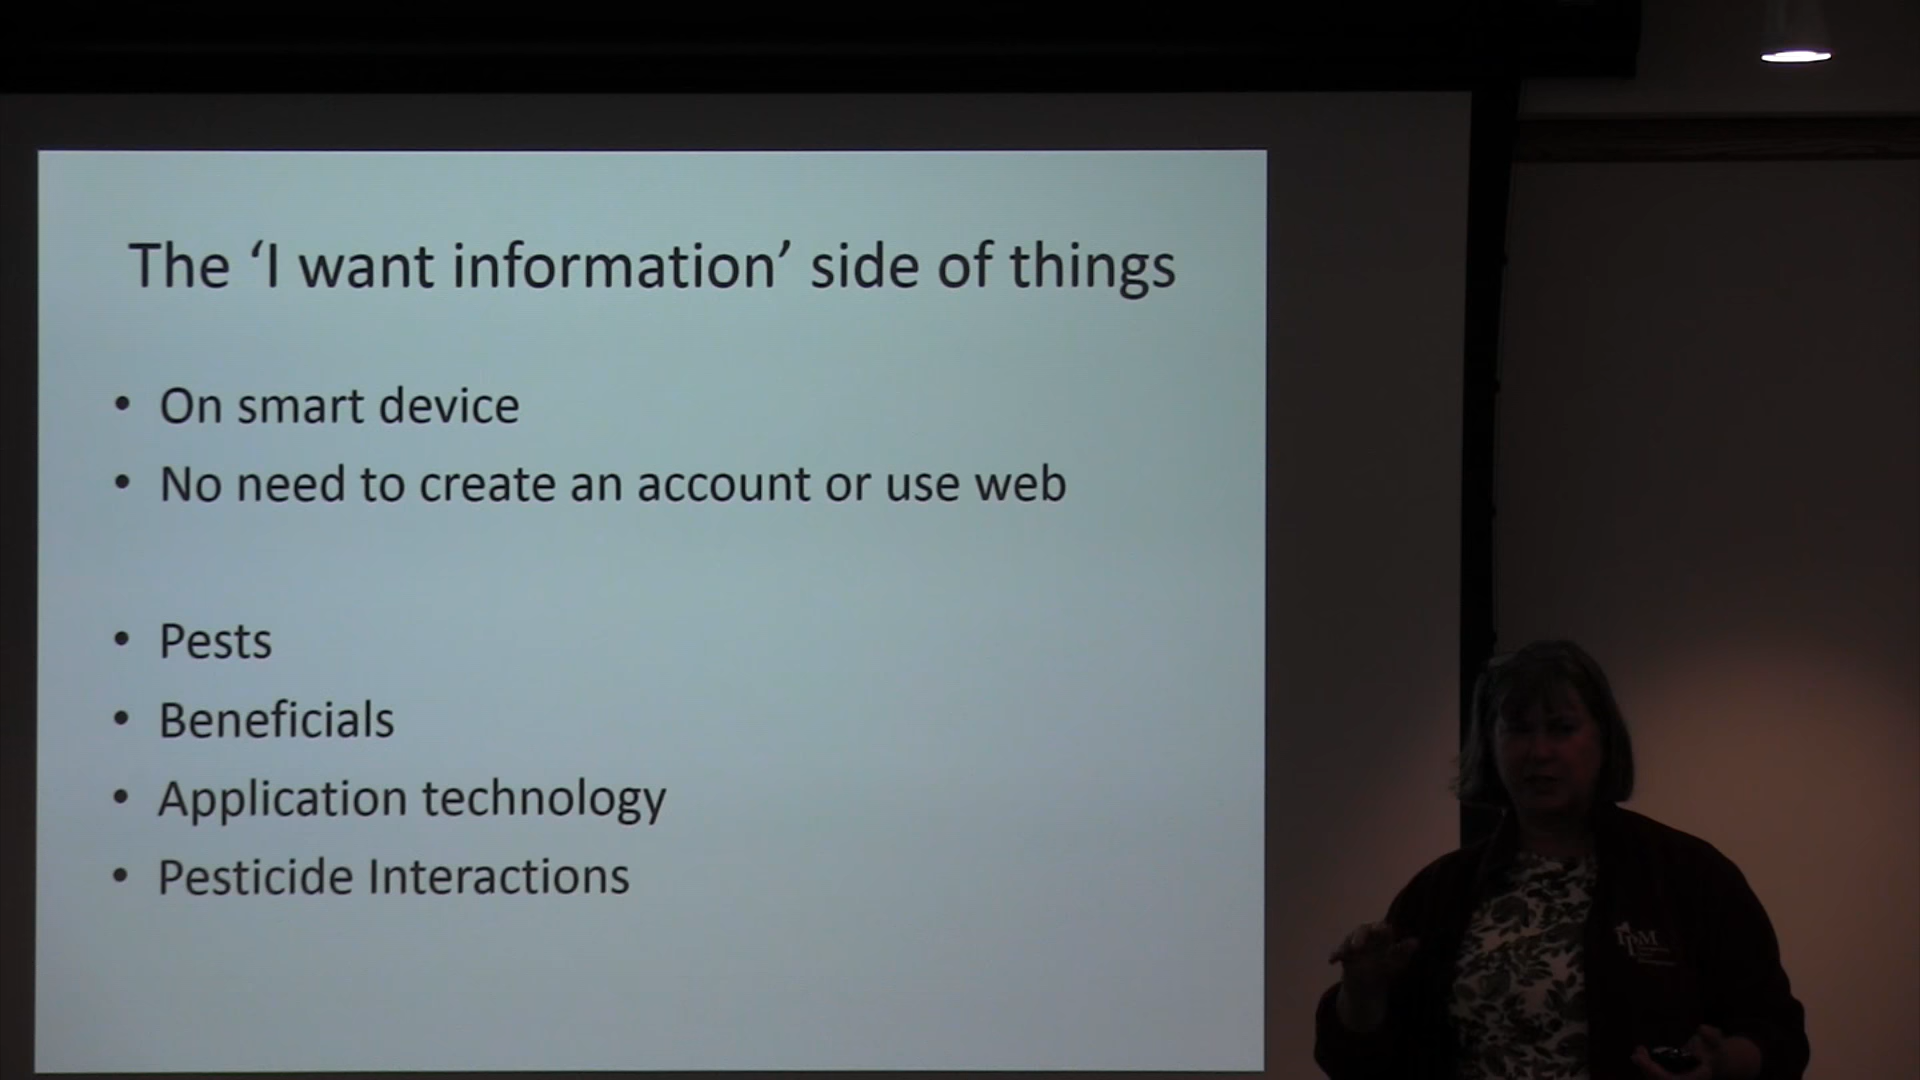 The ‘I want information’ side of things
• On smart device
• No need to create an account or use web
• Pests
• Beneficials
• Application technology
• Pesticide Interactions
IPM